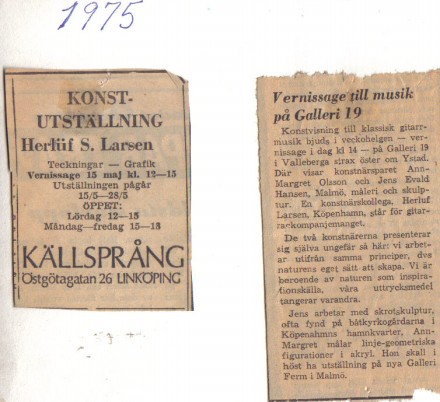 1975
KONST-
UTSTÄLLNING
Herluf S. Larsen
Teckningar — Grafik
Vernissage 15 maj kl. 12—15
Utställningen pågår
15/5—28/5
ÖPPET:
Lördag 12—15
Måndag—fredag 15—18
KÄLLSPRÅNG
Östgötagatan 26 LINKÖPING
Vernissage till musik
på Galleri 19
Konstvisning till klassisk gitarr-
musik bjuds i veckohelgen — ver-
nissage i dag kl 14 — på Galleri 19
i Valleberga strax öster om Ystad.
Där visar konstnärsparet Ann-
Margret Olsson och Jens Evald
Hansen, Malmö, måleri och skulp-
tur. En konstnärskollega, Herluf
Larsen, Köpenhamn, står för gitar-
rackompanjemanget.
De två konstnärerna presenterar
sig själva ungefär så här: vi arbe-
tar utifrån samma principer, dvs
naturens eget sätt att skapa. Vi är
beroende av naturen som inspira-
tionskälla, våra uttrycksmedel
tangerar varandra.
Jens arbetar med skrotskulptur,
ofta fynd på båtkyrkogårdarna i
Köpenahmns hamnkvarter, Ann-
Margret målar linje-geometriska
figurationer i akryl. Hon skall i
höst ha utställning på nya Galleri
Ferm i Malmö.